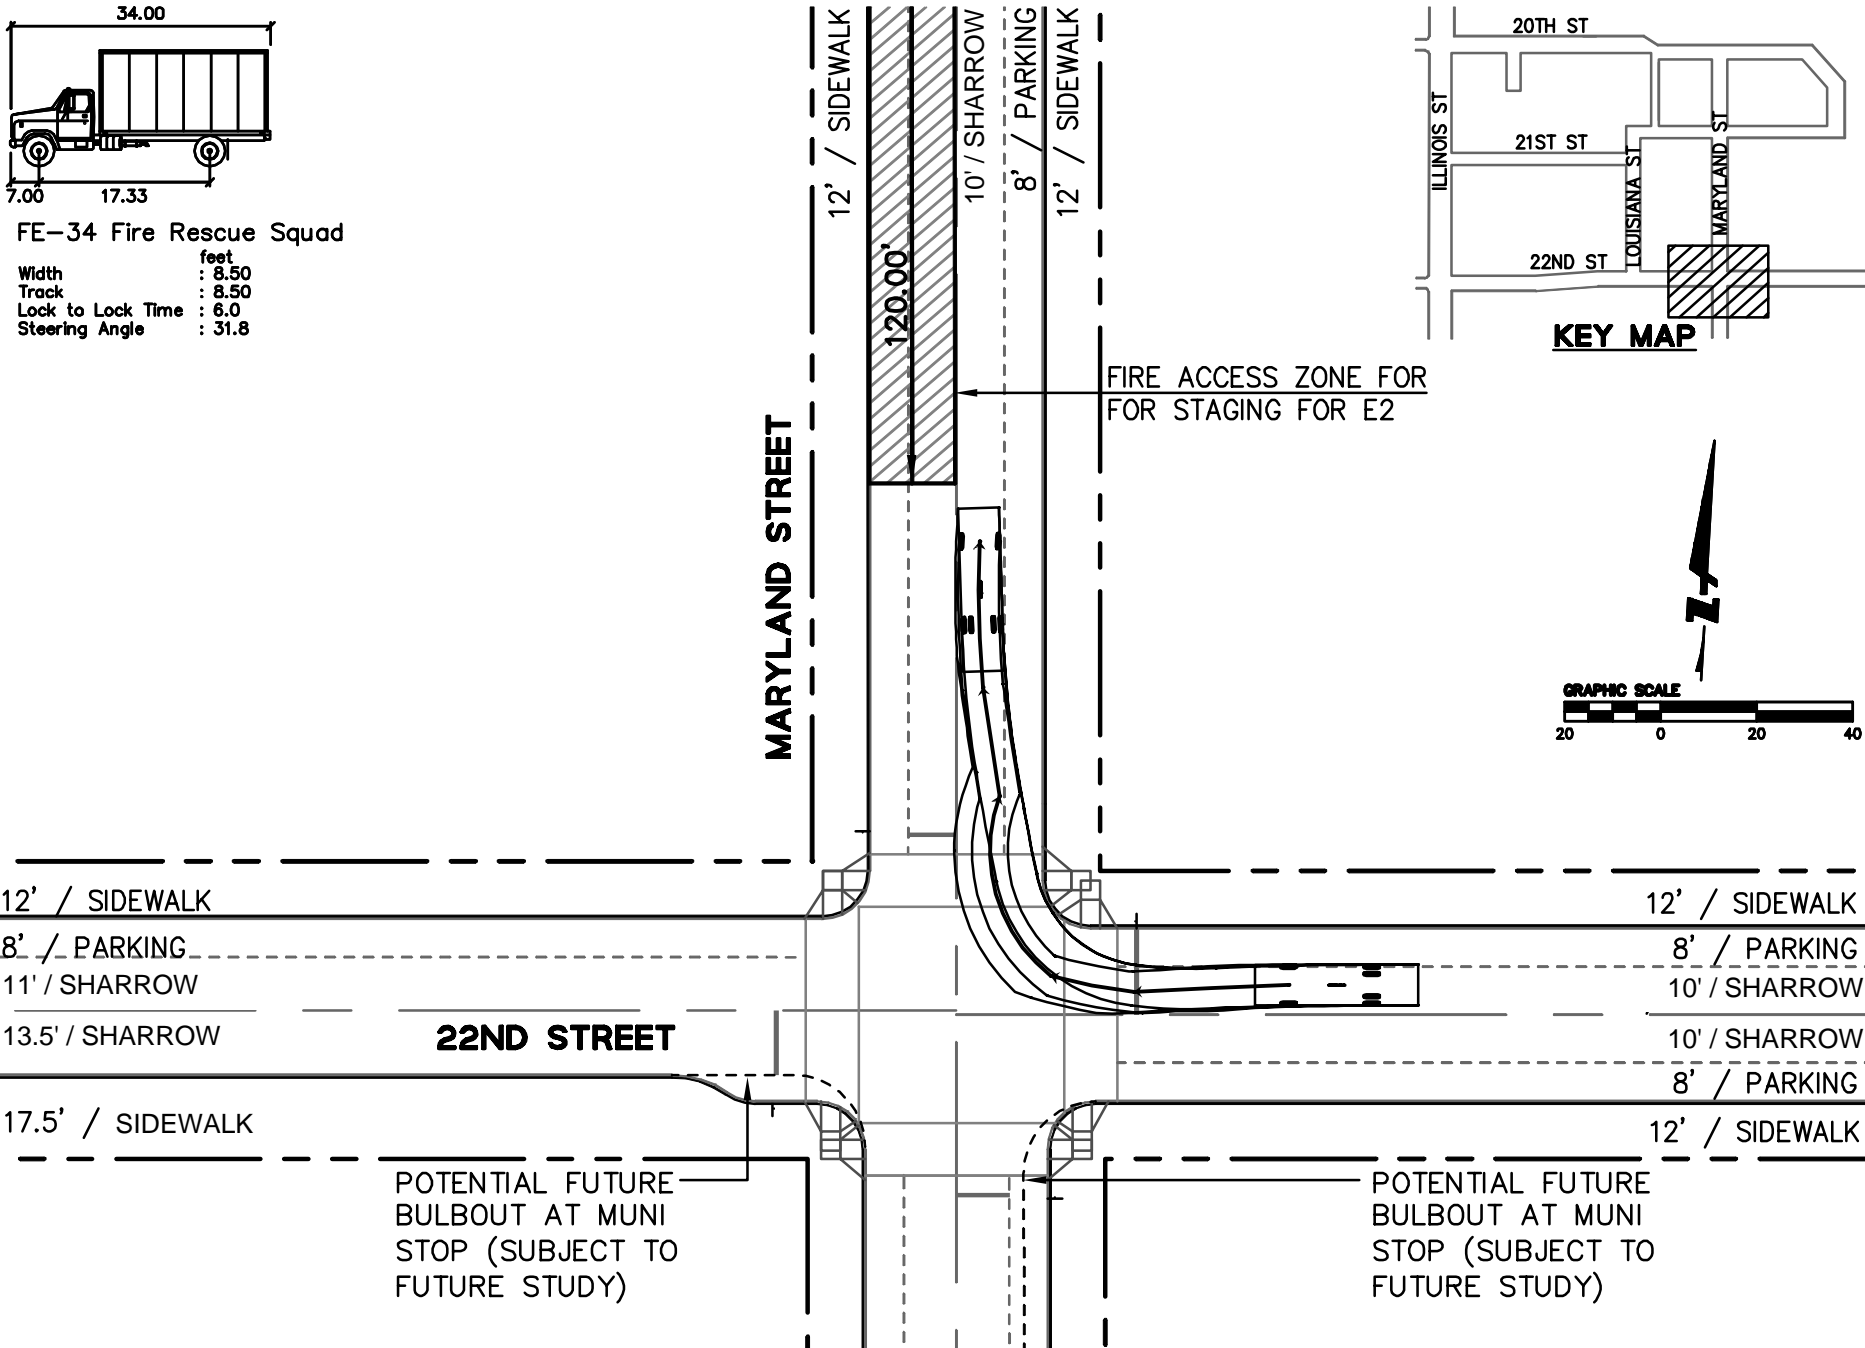 34.00
7.00
17.33
FE-34 Fire Rescue Squad
feet
Width : 8.50
Track : 8.50
Lock to Lock Time : 6.0
Steering Angle : 31.8
12' / SIDEWALK
120.00'
10' / SHARROW
8' / PARKING
12' / SIDEWALK
20TH ST
ILLINOIS ST
21ST ST
LOUISIANA ST
MARYLAND ST
22ND ST
KEY MAP
FIRE ACCESS ZONE FOR
FOR STAGING FOR E2
MARYLAND STREET
Z
GRAPHIC SCALE
20 0 20 40
12' / SIDEWALK
8' / PARKING
11' / SHARROW
13.5' / SHARROW
22ND STREET
17.5' / SIDEWALK
12' / SIDEWALK
8' / PARKING
10' / SHARROW
10' / SHARROW
8' / PARKING
12' / SIDEWALK
POTENTIAL FUTURE
BULBOUT AT MUNI
STOP (SUBJECT TO
FUTURE STUDY)
POTENTIAL FUTURE
BULBOUT AT MUNI
STOP (SUBJECT TO
FUTURE STUDY)